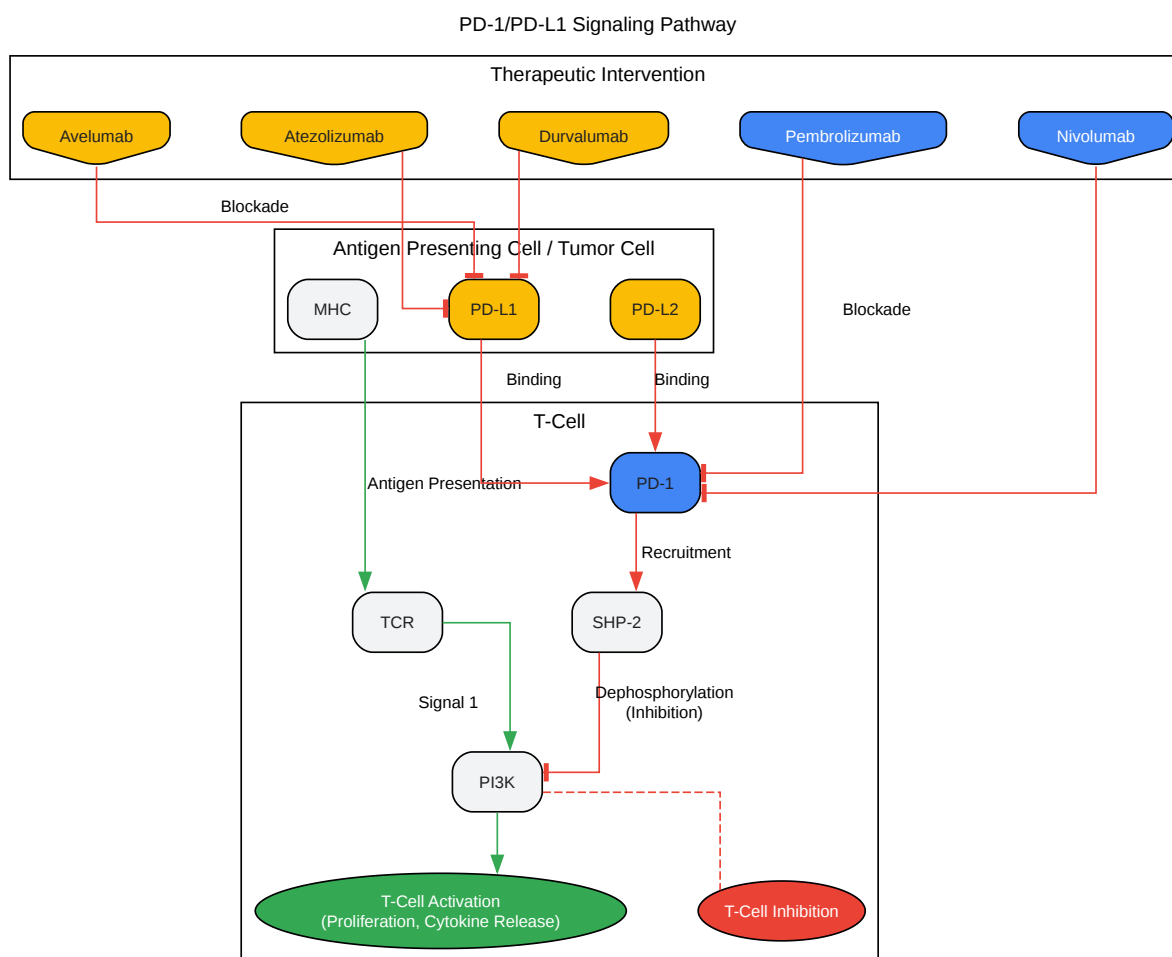 PD-1/PD-L1 Signaling Pathway
Therapeutic Intervention
Avelumab
Atezolizumab
Durvalumab
Pembrolizumab
Nivolumab
Blockade
Antigen Presenting Cell / Tumor Cell
MHC
PD-L1
PD-L2
Blockade
Binding
Binding
T-Cell
Antigen Presentation
PD-1
Recruitment
TCR
SHP-2
Signal 1
Dephosphorylation
(Inhibition)
PI3K
T-Cell Activation
(Proliferation, Cytokine Release)
T-Cell Inhibition